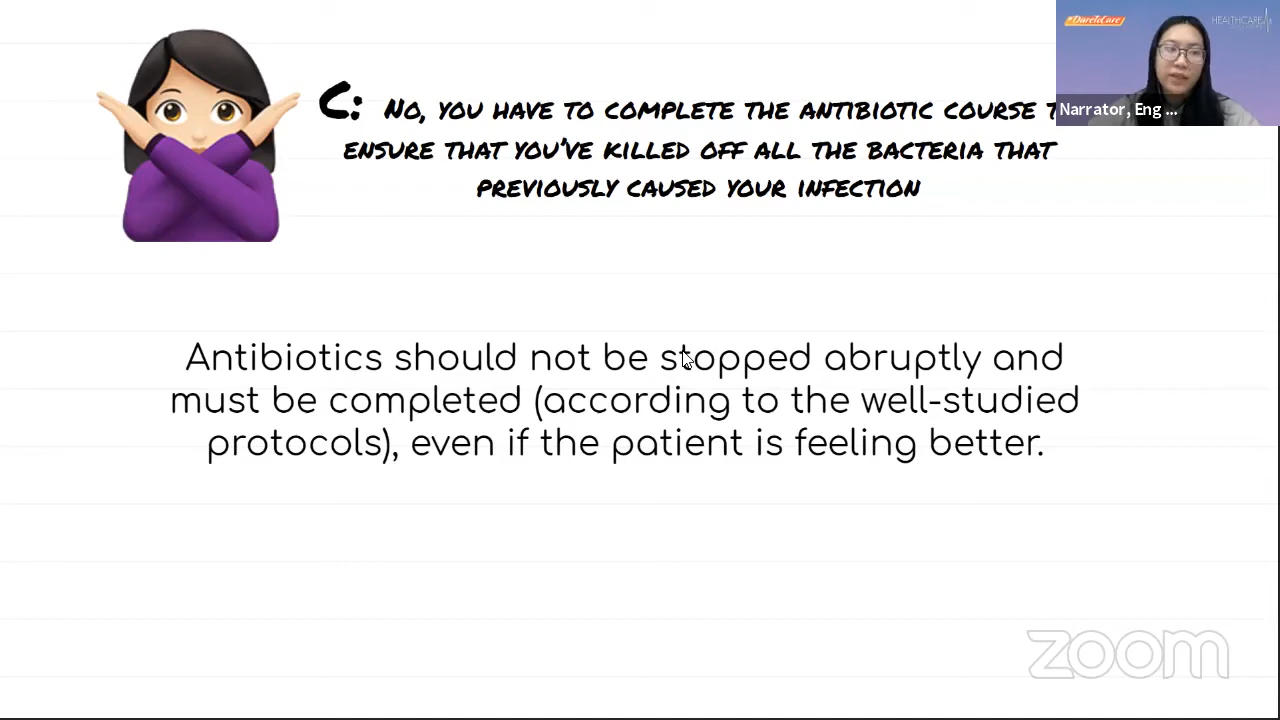 C: No, you have to complete the antibiotic course
ensure that you've killed off all the bacteria that
previously caused your infection
#DaretoCare
HEALTHCARE
Narrator, Eng ...
Antibiotics should not be stopped abruptly and
must be completed (according to the well-studied
protocols), even if the patient is feeling better.
zoom